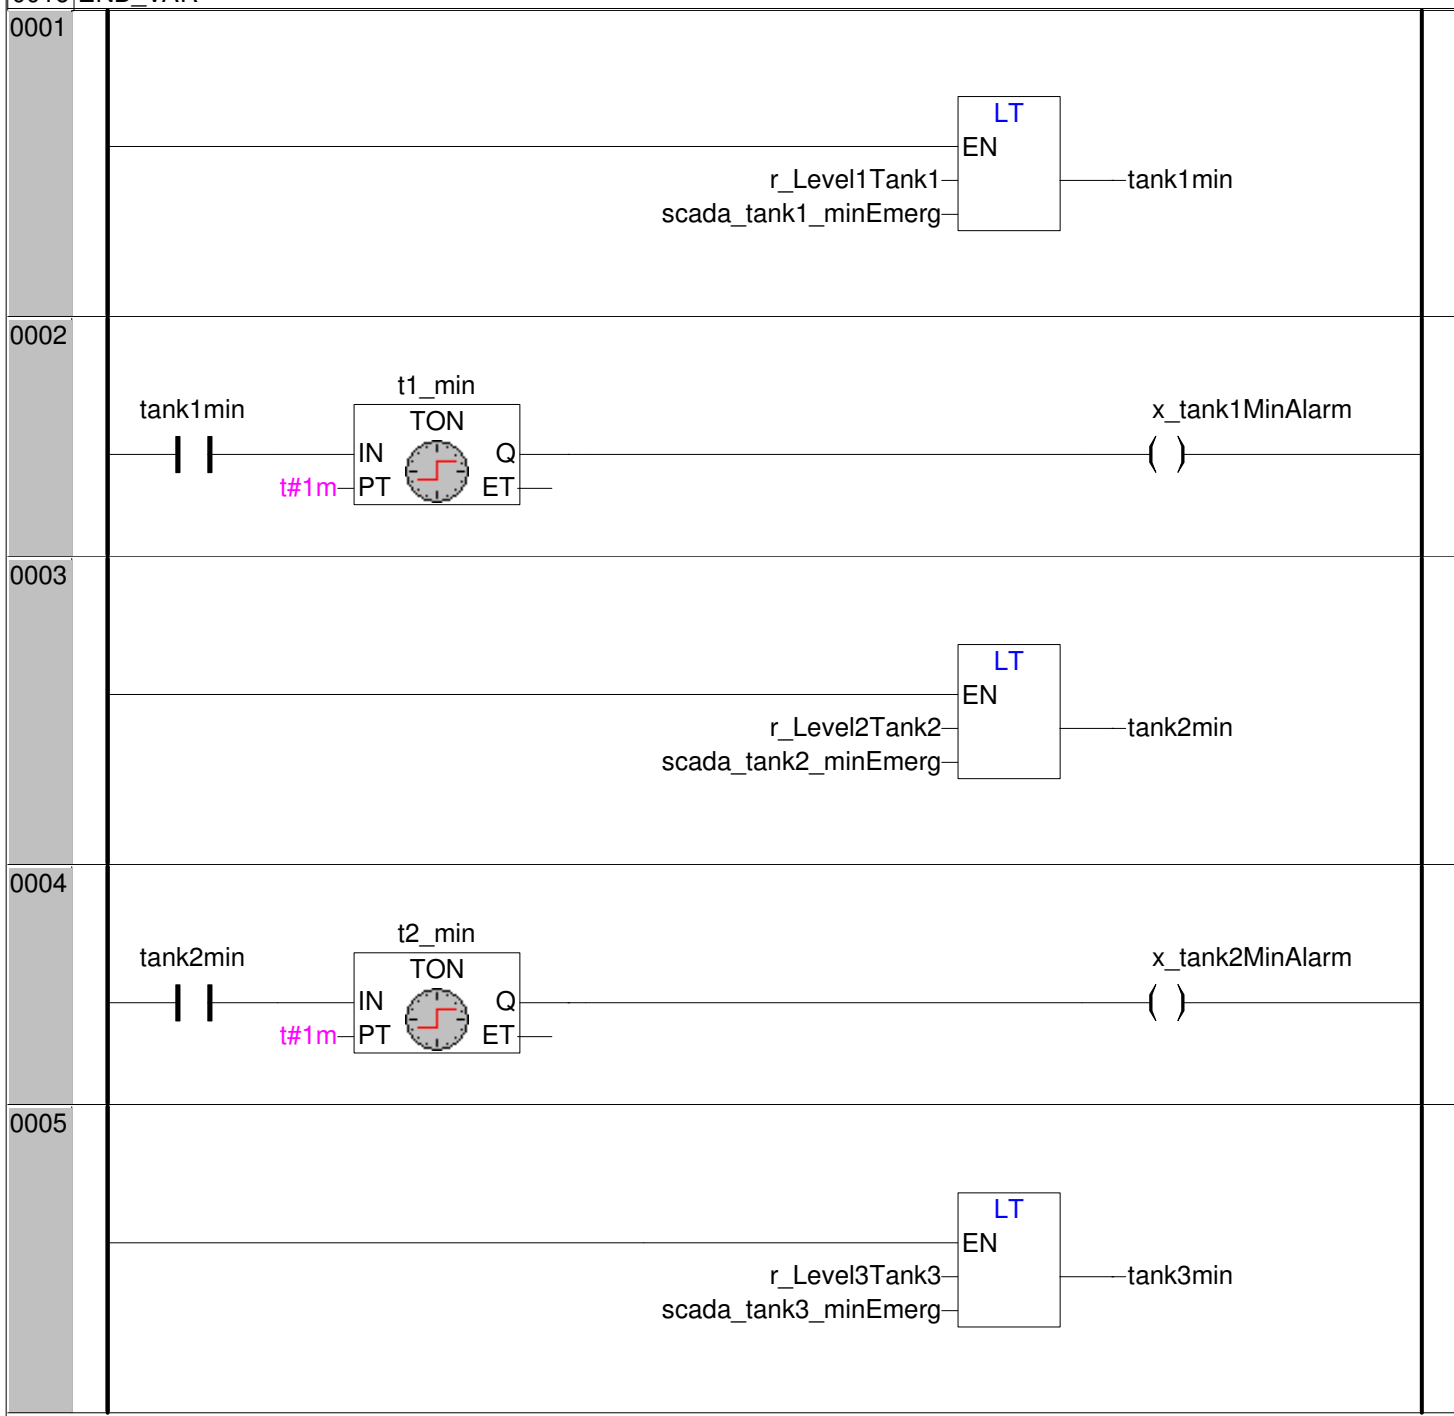 0001
LT
EN
r_Level1Tank1
tank1min
scada_tank1_minEmerg
0002
t1_min
tank1min
TON
x_tank1MinAlarm
IN Q
t#1m PT ET
0003
LT
EN
r_Level2Tank2
tank2min
scada_tank2_minEmerg
0004
t2_min
tank2min
TON
x_tank2MinAlarm
IN Q
t#1m PT ET
0005
LT
EN
r_Level3Tank3
tank3min
scada_tank3_minEmerg